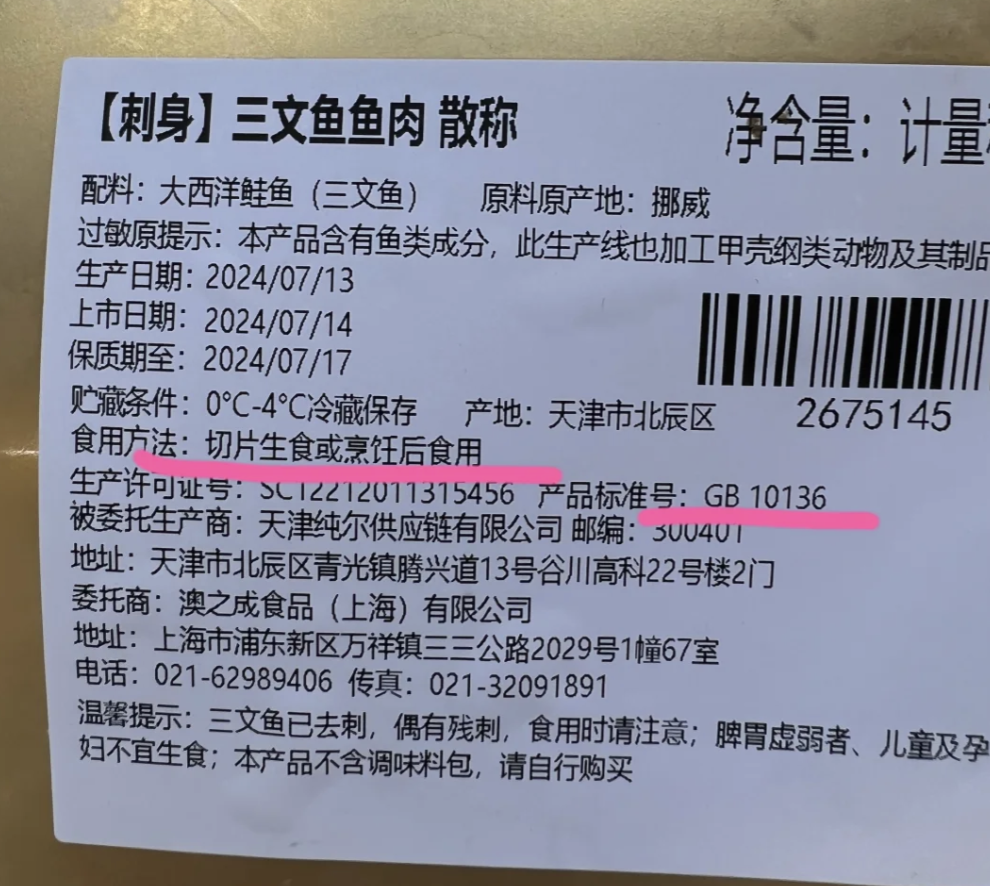 【刺身】三文鱼鱼肉 散称 净含量：计量
配料：大西洋鲑鱼（三文鱼） 原料原产地：挪威
过敏原提示：本产品含有鱼类成分，此生产线也加工甲壳纲类动物及其制品
生产日期：2024/07/13
上市日期：2024/07/14
保质期至：2024/07/17
贮藏条件：0°C-4°C冷藏保存 产地：天津市北辰区
2675145
食用方法：切片生食或烹饪后食用
生产许可证号：SC12212011315456 产品标准号：GB 10136
被委托生产商：天津纯尔供应链有限公司 邮编：300401
地址：天津市北辰区青光镇腾兴道13号谷川高科22号楼2门
委托商：澳之成食品（上海）有限公司
地址：上海市浦东新区万祥镇三三公路2029号1幢67室
电话：021-62989406 传真：021-32091891
温馨提示：三文鱼已去刺，偶有残刺，食用时请注意；脾胃虚弱者、儿童及孕
妇不宜生食；本产品不含调味料包，请自行购买